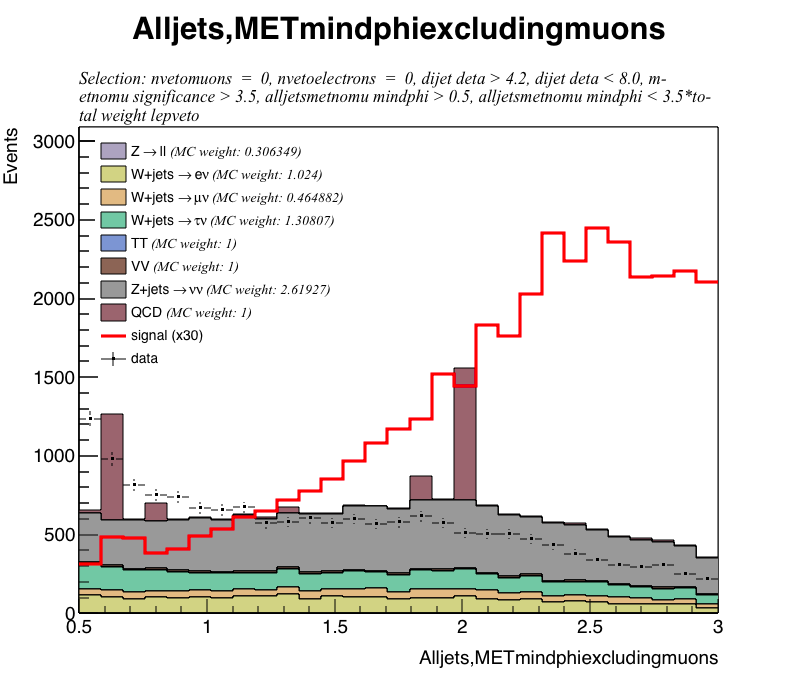 Alljets,METmindphiexcludingmuons
Selection: nvetomuons = 0, nvetoelectrons = 0, dijet deta > 4.2, dijet deta < 8.0, m-
etnomu significance > 3.5, alljetsmetnomu mindphi > 0.5, alljetsmetnomu mindphi < 3.5*to-
tal weight lepveto
Events
3000
2500
2000
1500
1000
500
0
Z → ll (MC weight: 0.306349)
W+jets → eν (MC weight: 1.024)
W+jets → μν (MC weight: 0.464882)
W+jets → τν (MC weight: 1.30807)
TT (MC weight: 1)
VV (MC weight: 1)
Z+jets → νν (MC weight: 2.61927)
QCD (MC weight: 1)
signal (x30)
data
0.5 1 1.5 2 2.5 3
Alljets,METmindphiexcludingmuons